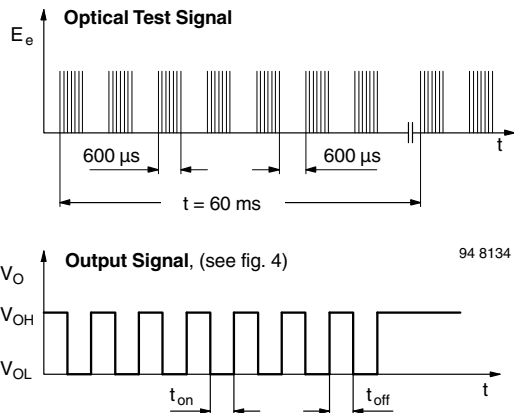 Optical Test Signal
E e
600 µs
600 µs
t
t = 60 ms
94 8134
Output Signal, (see fig. 4)
V O
V OH
V OL
t
t on
t off